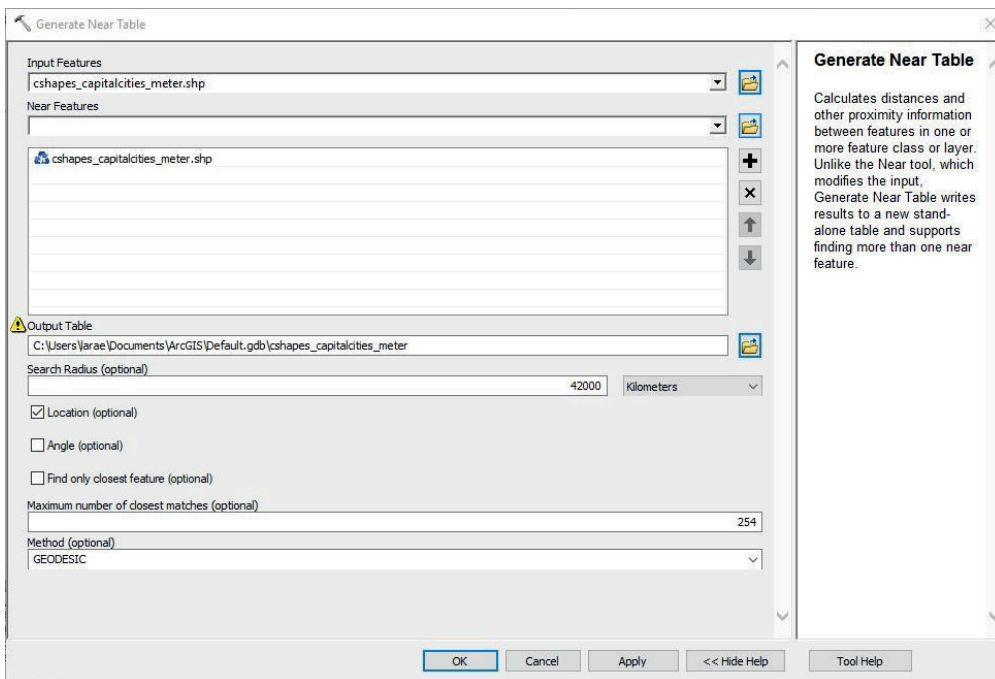 Generate Near Table
Input Features
cshapes_capitalcities_meter.shp
Near Features
cshapes_capitalcities_meter.shp
Output Table
C:\Users\larae\Documents\ArcGIS\Default.gdb\cshapes_capitalcities_meter
Search Radius (optional)
42000 Kilometers
Location (optional)
Angle (optional)
Find only closest feature (optional)
Maximum number of closest matches (optional)
254
Method (optional)
GEODESIC
OK Cancel Apply << Hide Help Tool Help
Generate Near Table
Calculates distances and
other proximity information
between features in one or
more feature class or layer.
Unlike the Near tool, which
modifies the input,
Generate Near Table writes
results to a new stand-
alone table and supports
finding more than one near
feature.